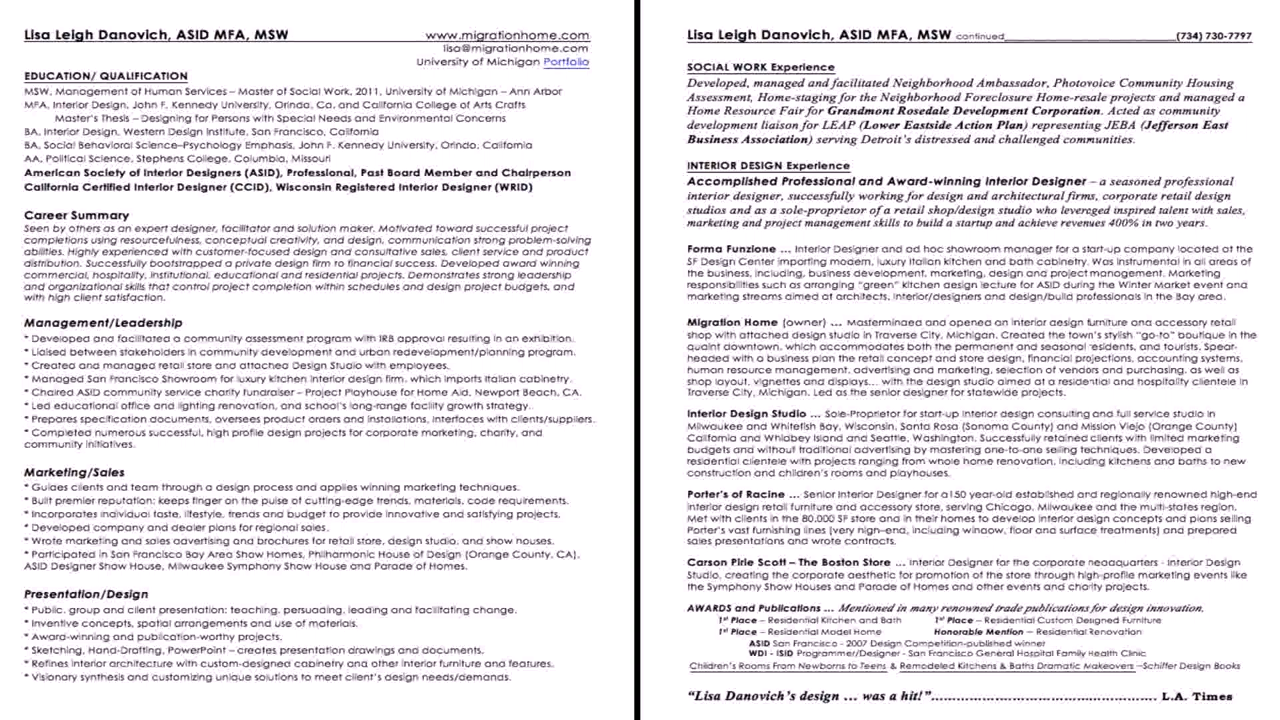 Lisa Leigh Danovich, ASID MFA, MSW www.migrationhome.com
lisa@migrationhome.com
University of Michigan Portfolio
EDUCATION/ QUALIFICATION
MSW, Management of Human Services – Master of Social Work, 2011, University of Michigan – Ann Arbor
MFA, Interior Design, John F. Kennedy University, Orinda, Ca, and California College of Arts Crafts
Master's Thesis – Designing for Persons with Special Needs and Environmental Concerns
BA, Interior Design, Western Design Institute, San Francisco, California
BA, Social Behavioral Science–Psychology Emphasis, John F. Kennedy University, Orinda, California
AA, Political Science, Stephens College, Columbia, Missouri
American Society of Interior Designers (ASID), Professional, Past Board Member and Chairperson
California Certified Interior Designer (CCID), Wisconsin Registered Interior Designer (WRID)
Career Summary
Seen by others as an expert designer, facilitator and solution maker. Motivated toward successful project
completions using resourcefulness, conceptual creativity, and design, communication strong problem-solving
abilities. Highly experienced with customer-focused design and consultative sales, client service and product
distribution. Successfully bootstrapped a private design firm to financial success. Developed award winning
commercial, hospitality, institutional, educational and residential projects. Demonstrates strong leadership
and organizational skills that control project completion within schedules and design project budgets, and
with high client satisfaction.
Management/Leadership
* Developed and facilitated a community assessment program with IRB approval resulting in an exhibition.
* Liaised between stakeholders in community development and urban redevelopment/planning program.
* Created and managed retail store and attached Design Studio with employees.
* Managed San Francisco Showroom for luxury kitchen interior design firm, which imports Italian cabinetry.
* Chaired ASID community service charity fundraiser – Project Playhouse for Home Aid, Newport Beach, CA.
* Led educational office and lighting renovation, and school's long-range facility growth strategy.
* Prepares specification documents, oversees product orders and installations, interfaces with clients/suppliers.
* Completed numerous successful, high profile design projects for corporate marketing, charity, and
community initiatives.
Marketing/Sales
* Guides clients and team through a design process and applies winning marketing techniques.
* Built premier reputation: keeps finger on the pulse of cutting-edge trends, materials, code requirements.
* Incorporates individual taste, lifestyle, trends and budget to provide innovative and satisfying projects.
* Developed company and dealer plans for regional sales.
* Wrote marketing and sales advertising and brochures for retail store, design studio, and show houses.
* Participated in San Francisco Bay Area Show Homes, Philharmonic House of Design (Orange County, CA),
ASID Designer Show House, Milwaukee Symphony Show House and Parade of Homes.
Presentation/Design
* Public, group and client presentation: teaching, persuading, leading and facilitating change.
* Inventive concepts, spatial arrangements and use of materials.
* Award-winning and publication-worthy projects.
* Sketching, Hand-Drafting, PowerPoint – creates presentation drawings and documents.
* Refines interior architecture with custom-designed cabinetry and other interior furniture and features.
* Visionary synthesis and customizing unique solutions to meet client's design needs/demands.
Lisa Leigh Danovich, ASID MFA, MSW continued (734) 730-7797
SOCIAL WORK Experience
Developed, managed and facilitated Neighborhood Ambassador, Photovoice Community Housing
Assessment, Home-staging for the Neighborhood Foreclosure Home-resale projects and managed a
Home Resource Fair for Grandmont Rosedale Development Corporation. Acted as community
development liaison for LEAP (Lower Eastside Action Plan) representing JEBA (Jefferson East
Business Association) serving Detroit's distressed and challenged communities.
INTERIOR DESIGN Experience
Accomplished Professional and Award-winning Interior Designer – a seasoned professional
interior designer, successfully working for design and architectural firms, corporate retail design
studios and as a sole-proprietor of a retail shop/design studio who leveraged inspired talent with sales,
marketing and project management skills to build a startup and achieve revenues 400% in two years.
Forma Funzione ... Interior Designer and ad hoc showroom manager for a start-up company located at the
SF Design Center importing modern, luxury Italian kitchen and bath cabinetry. Was instrumental in all areas of
the business, including, business development, marketing, design and project management. Marketing
responsibilities such as arranging "green" kitchen design lecture for ASID during the Winter Market event and
marketing streams aimed at architects, interior/designers and design/build professionals in the Bay area.
Migration Home (owner) ... Masterminded and opened an interior design furniture and accessory retail
shop with attached design studio in Traverse City, Michigan. Created the town's stylish "go-to" boutique in the
quaint downtown, which accommodates both the permanent and seasonal residents, and tourists. Spear-
headed with a business plan the retail concept and store design, financial projections, accounting systems,
human resource management, advertising and marketing, selection of vendors and purchasing, as well as
shop layout, vignettes and displays... with the design studio aimed at a residential and hospitality clientele in
Traverse City, Michigan. Led as the senior designer for statewide projects.
Interior Design Studio ... Sole-Proprietor for start-up interior design consulting and full service studio in
Milwaukee and Whitefish Bay, Wisconsin, Santa Rosa (Sonoma County) and Mission Viejo (Orange County)
California and Whidbey Island and Seattle, Washington. Successfully retained clients with limited marketing
budgets and without traditional advertising by mastering one-to-one selling techniques. Developed a
residential clientele with projects ranging from whole home renovation, including kitchens and baths to new
construction and children's rooms and playhouses.
Porter's of Racine ... Senior Interior Designer for a 150 year-old established and regionally renowned high-end
interior design retail furniture and accessory store, serving Chicago, Milwaukee and the multi-states region.
Met with clients in the 80,000 SF store and in their homes to develop interior design concepts and plans selling
Porter's vast furnishing lines (very high-end, including window, floor and surface treatments) and prepared
sales presentations and wrote contracts.
Carson Pirie Scott – The Boston Store ... Interior Designer for the corporate headquarters - Interior Design
Studio, creating the corporate aesthetic for promotion of the store through high-profile marketing events like
the Symphony Show Houses and Parade of Homes and other events and charity projects.
AWARDS and Publications ... Mentioned in many renowned trade publications for design innovation.
1st Place – Residential Kitchen and Bath 1st Place – Residential Custom Designed Furniture
1st Place – Residential Model Home Honorable Mention – Residential Renovation
ASID San Francisco - 2007 Design Competition-published winner
WDI - ISID Programmer/Designer - San Francisco General Hospital Family Health Clinic
Children's Rooms From Newborns to Teens & Remodeled Kitchens & Baths Dramatic Makeovers –Schiffer Design Books
"Lisa Danovich's design ... was a hit!"........................................ L.A. Times